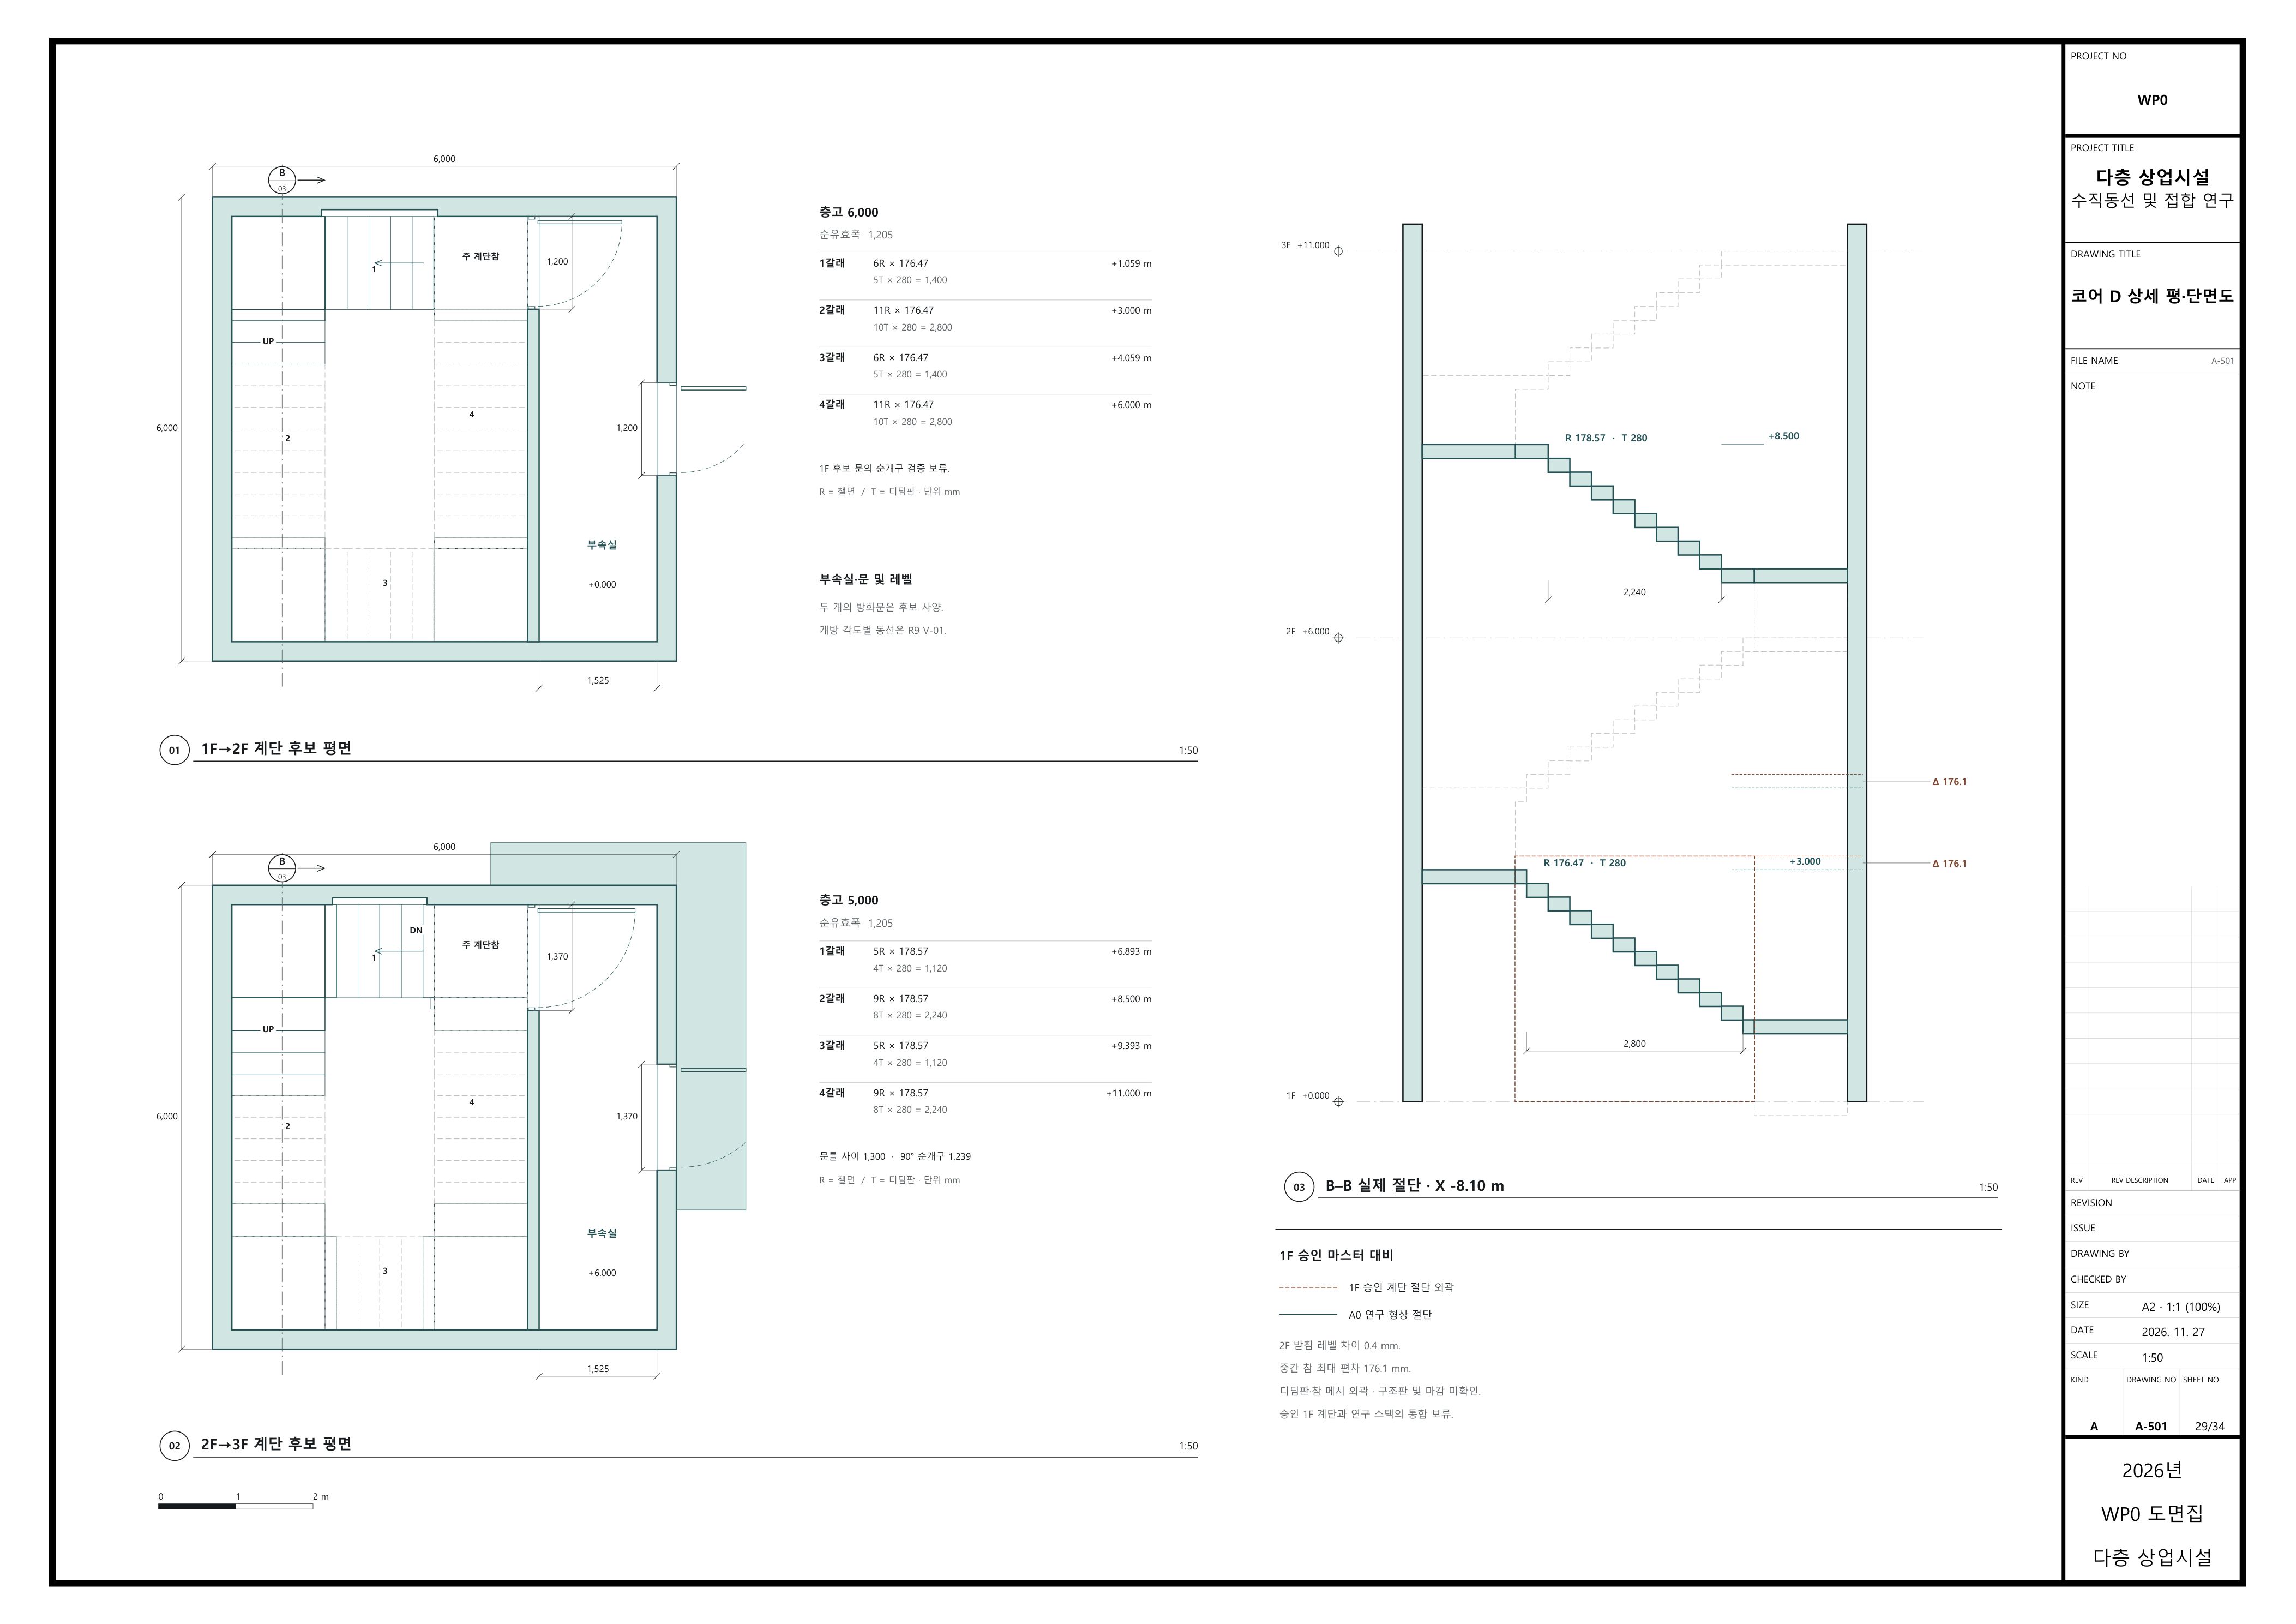 6,000
B
03
1
주 계단참
1,200
UP
4
2
6,000
1,200
3
부속실
+0.000
1,525
층고 6,000
순유효폭 1,205
1갈래 6R × 176.47 +1.059 m
5T × 280 = 1,400
2갈래 11R × 176.47 +3.000 m
10T × 280 = 2,800
3갈래 6R × 176.47 +4.059 m
5T × 280 = 1,400
4갈래 11R × 176.47 +6.000 m
10T × 280 = 2,800
1F 후보 문의 순개구 검증 보류.
R = 챌면 / T = 디딤판 · 단위 mm
부속실·문 및 레벨
두 개의 방화문은 후보 사양.
개방 각도별 동선은 R9 V-01.
01 1F→2F 계단 후보 평면 1:50
6,000
B
03
DN
1
주 계단참
1,370
UP
4
2
6,000
1,370
3
부속실
+6.000
1,525
층고 5,000
순유효폭 1,205
1갈래 5R × 178.57 +6.893 m
4T × 280 = 1,120
2갈래 9R × 178.57 +8.500 m
8T × 280 = 2,240
3갈래 5R × 178.57 +9.393 m
4T × 280 = 1,120
4갈래 9R × 178.57 +11.000 m
8T × 280 = 2,240
문틀 사이 1,300 · 90° 순개구 1,239
R = 챌면 / T = 디딤판 · 단위 mm
02 2F→3F 계단 후보 평면 1:50
0 1 2 m
3F +11.000
R 178.57 · T 280 +8.500
2,240
2F +6.000
Δ 176.1
R 176.47 · T 280 +3.000
Δ 176.1
2,800
1F +0.000
03 B–B 실제 절단 · X -8.10 m 1:50
1F 승인 마스터 대비
1F 승인 계단 절단 외곽
A0 연구 형상 절단
2F 받침 레벨 차이 0.4 mm.
중간 참 최대 편차 176.1 mm.
디딤판·참 메시 외곽 · 구조판 및 마감 미확인.
승인 1F 계단과 연구 스택의 통합 보류.
PROJECT NO
WP0
PROJECT TITLE
다층 상업시설
수직동선 및 접합 연구
DRAWING TITLE
코어 D 상세 평·단면도
FILE NAME A-501
NOTE
REV REV DESCRIPTION DATE APP
REVISION
ISSUE
DRAWING BY
CHECKED BY
SIZE A2 · 1:1 (100%)
DATE 2026. 11. 27
SCALE 1:50
KIND DRAWING NO SHEET NO
A A-501 29/34
2026년
WP0 도면집
다층 상업시설